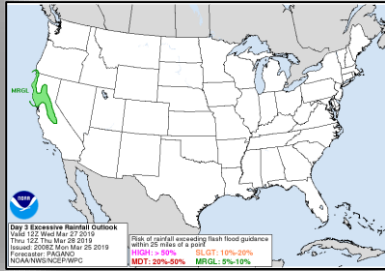 MRGL
NOAA
Day 3 Excessive Rainfall Outlook
Valid 12Z Wed Mar 27 2019
Thru 12Z Thu Mar 28 2019
Issued: 2008Z Mon Mar 25 2019
Forecaster: PAGANO
NOAA/NWS/NCEP/WPC
Risk of rainfall exceeding flash flood guidance
within 25 miles of a point
HIGH: > 50% SLGT: 10%-20%
MDT: 20%-50% MRGL: 5%-10%